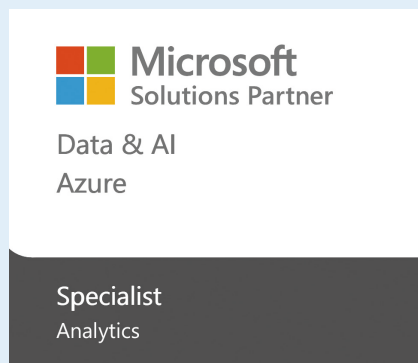 Microsoft
Solutions Partner
Data & AI
Azure
Specialist
Analytics